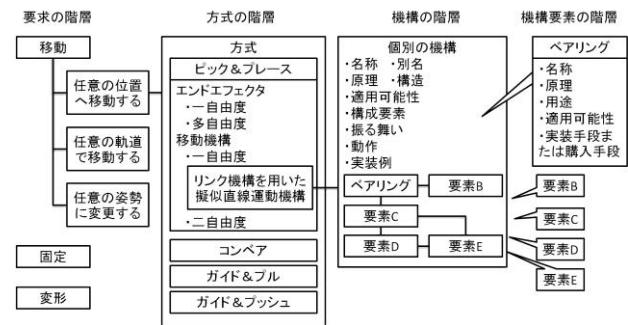 要求の階層
移動
任意の位置
へ移動する
任意の軌道
で移動する
任意の姿勢
に変更する
固定
変形
方式の階層
方式
ピック＆プレース
エンドエフェクタ
・一自由度
・多自由度
移動機構
・一自由度
リンク機構を用いた
擬似直線運動機構
・二自由度
コンベア
ガイド＆プル
ガイド＆プッシュ
機構の階層
個別の機構
・名称 ・別名
・原理 ・構造
・適用可能性
・構成要素
・振る舞い
・動作
・実装例
ベアリング
要素B
要素C
要素D
要素E
機構要素の階層
ベアリング
・名称
・原理
・用途
・適用可能性
・実装手段ま
たは購入手段
要素B
要素C
要素D
要素E